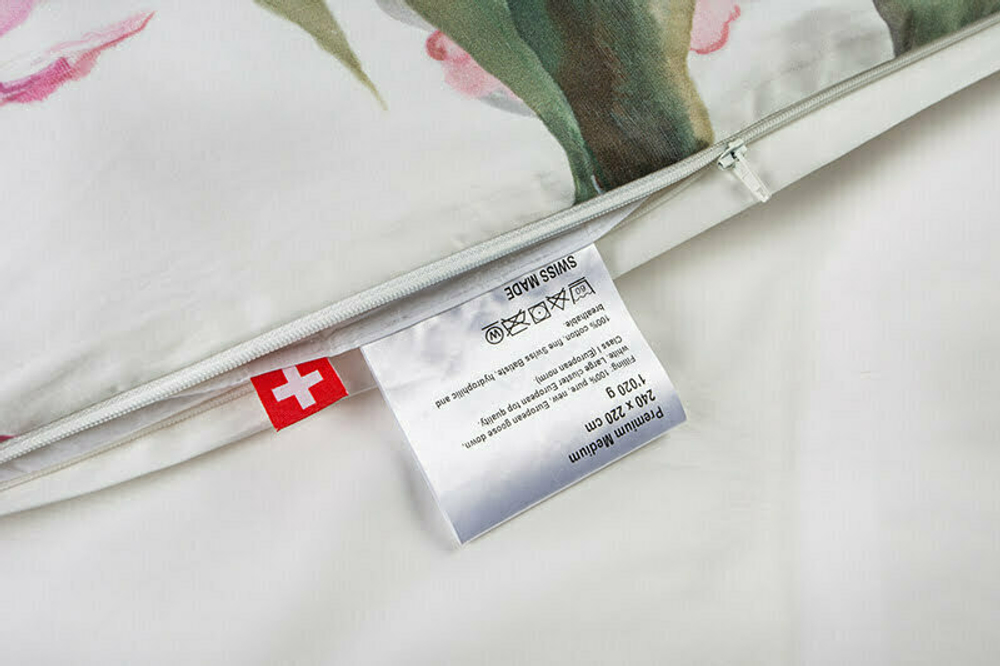 Premium Medium
240 x 220 cm
1'020 g
Filling: 100% pure, new, European goose down,
white. Large cluster European top quality.
Class I (European norm).
100% cotton, fine Swiss Batiste, hydrophilic and
breathable.
60 W
SWISS MADE